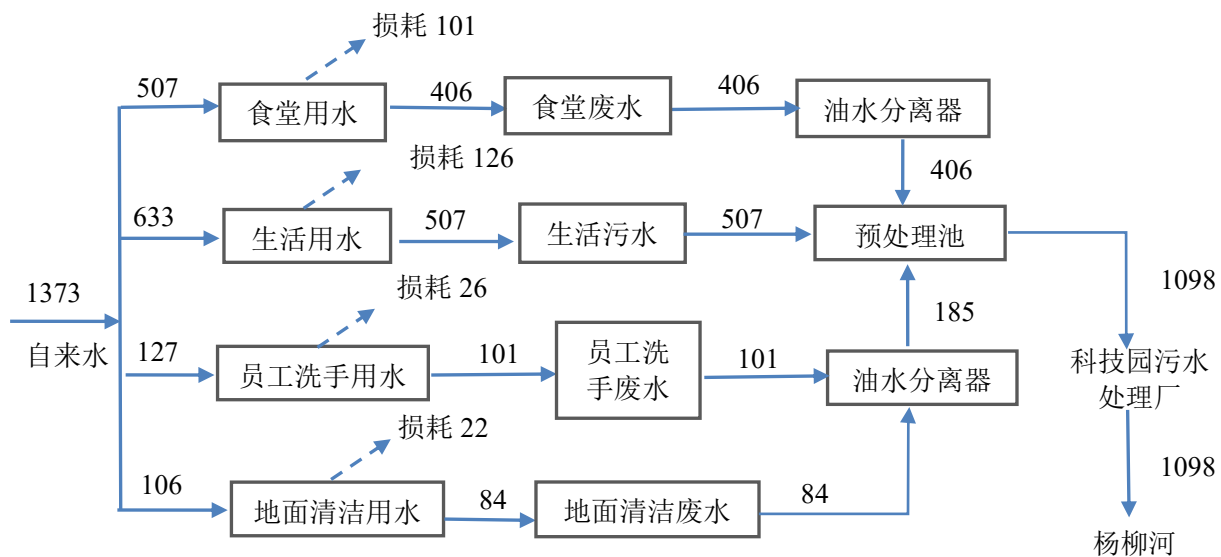 损耗 101
507
食堂用水
406
食堂废水
406
油水分离器
406
损耗 126
633
生活用水
507
生活污水
507
预处理池
1098
损耗 26
1373
自来水
127
员工洗手用水
101
员工洗
手废水
101
油水分离器
185
科技园污水
处理厂
损耗 22
106
地面清洁用水
84
地面清洁废水
84
1098
杨柳河